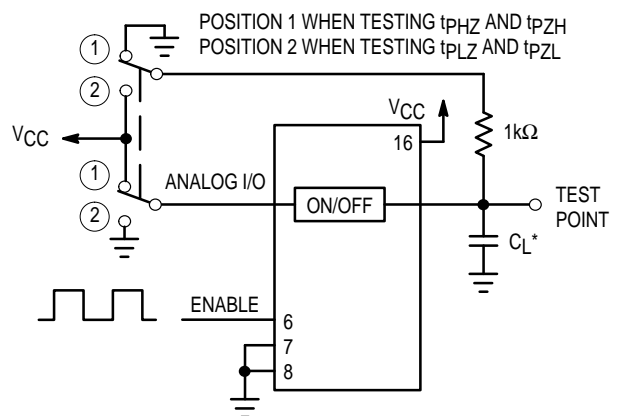 POSITION 1 WHEN TESTING tPHZ AND tPZH
POSITION 2 WHEN TESTING tPLZ AND tPZL
1
2
VCC
VCC
16
1kΩ
1
2
ANALOG I/O
ON/OFF
TEST
POINT
CL*
ENABLE
6
7
8